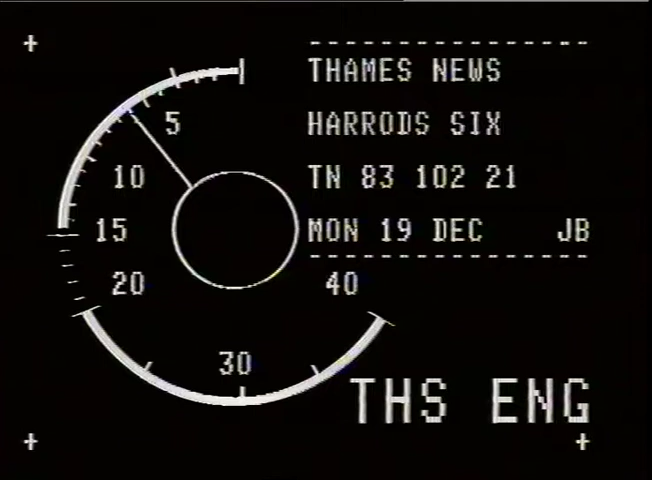 THAMES NEWS
HARRODS SIX
TN 83 102 21
MON 19 DEC JB
5
10
15
20
30
40
THS ENG